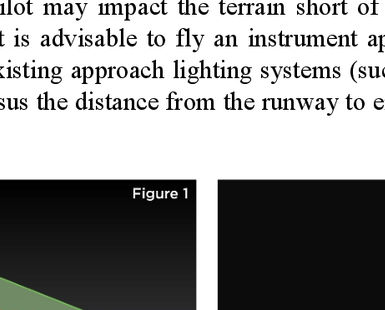 ilot may impact the terrain short of
t is advisable to fly an instrument ap
xisting approach lighting systems (suc
sus the distance from the runway to e
Figure 1